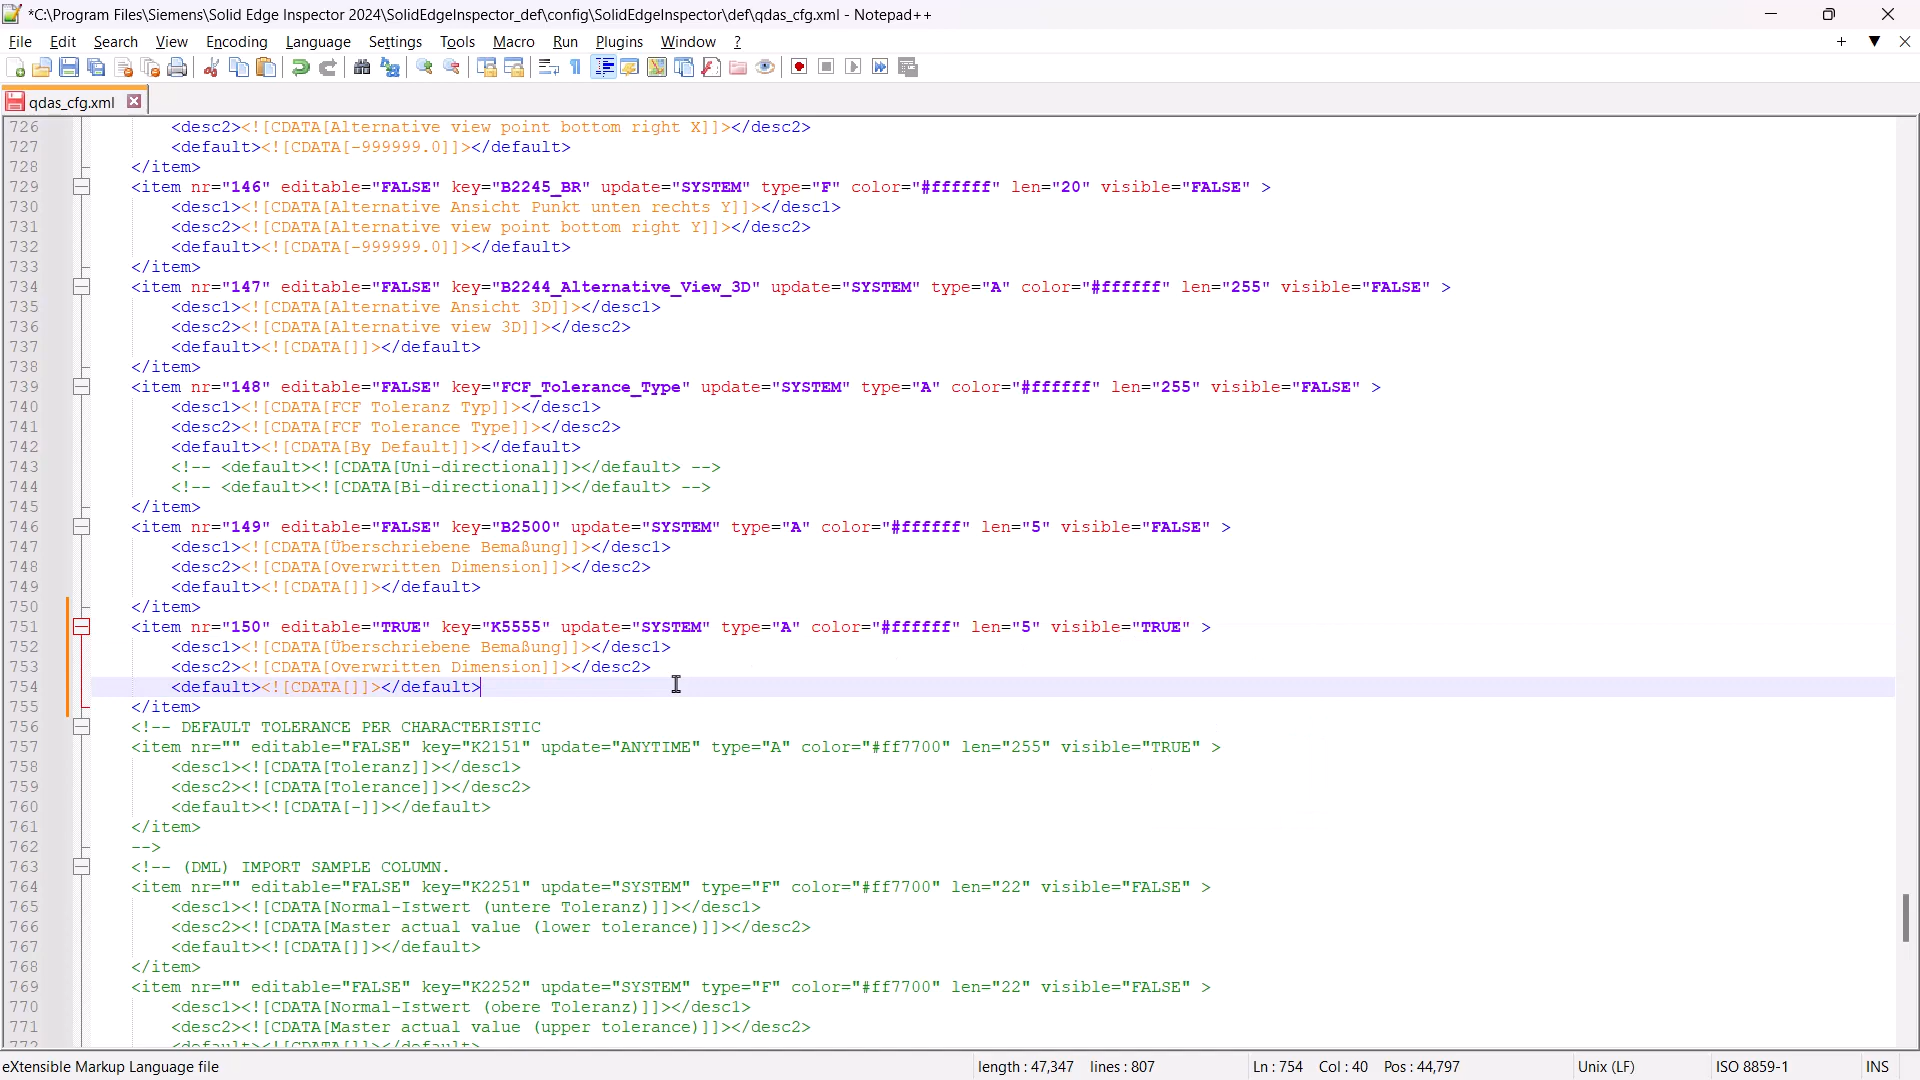 *C:\Program Files\Siemens\Solid Edge Inspector 2024\SolidEdgeInspector_def\config\SolidEdgeInspector\def\qdas_cfg.xml - Notepad++
File Edit Search View Encoding Language Settings Tools Macro Run Plugins Window ?
qdas_cfg.xml
726 <desc2><![CDATA[Alternative view point bottom right X]]></desc2>
727 <default><![CDATA[-999999.0]]></default>
728 </item>
729 <item nr="146" editable="FALSE" key="B2245_BR" update="SYSTEM" type="F" color="#ffffff" len="20" visible="FALSE" >
730 <desc1><![CDATA[Alternative Ansicht Punkt unten rechts Y]]></desc1>
731 <desc2><![CDATA[Alternative view point bottom right Y]]></desc2>
732 <default><![CDATA[-999999.0]]></default>
733 </item>
734 <item nr="147" editable="FALSE" key="B2244_Alternative_View_3D" update="SYSTEM" type="A" color="#ffffff" len="255" visible="FALSE" >
735 <desc1><![CDATA[Alternative Ansicht 3D]]></desc1>
736 <desc2><![CDATA[Alternative view 3D]]></desc2>
737 <default><![CDATA[]]></default>
738 </item>
739 <item nr="148" editable="FALSE" key="FCF_Tolerance_Type" update="SYSTEM" type="A" color="#ffffff" len="255" visible="FALSE" >
740 <desc1><![CDATA[FCF Toleranz Typ]]></desc1>
741 <desc2><![CDATA[FCF Tolerance Type]]></desc2>
742 <default><![CDATA[By Default]]></default>
743 <!-- <default><![CDATA[Uni-directional]]></default> -->
744 <!-- <default><![CDATA[Bi-directional]]></default> -->
745 </item>
746 <item nr="149" editable="FALSE" key="B2500" update="SYSTEM" type="A" color="#ffffff" len="5" visible="FALSE" >
747 <desc1><![CDATA[Überschriebene Bemaßung]]></desc1>
748 <desc2><![CDATA[Overwritten Dimension]]></desc2>
749 <default><![CDATA[]]></default>
750 </item>
751 <item nr="150" editable="TRUE" key="K5555" update="SYSTEM" type="A" color="#ffffff" len="5" visible="TRUE" >
752 <desc1><![CDATA[Überschriebene Bemaßung]]></desc1>
753 <desc2><![CDATA[Overwritten Dimension]]></desc2>
754 <default><![CDATA[]]></default>
755 </item>
756 <!-- DEFAULT TOLERANCE PER CHARACTERISTIC
757 <item nr="" editable="FALSE" key="K2151" update="ANYTIME" type="A" color="#ff7700" len="255" visible="TRUE" >
758 <desc1><![CDATA[Toleranz]]></desc1>
759 <desc2><![CDATA[Tolerance]]></desc2>
760 <default><![CDATA[-]]></default>
761 </item>
762 -->
763 <!-- (DML) IMPORT SAMPLE COLUMN.
764 <item nr="" editable="FALSE" key="K2251" update="SYSTEM" type="F" color="#ff7700" len="22" visible="FALSE" >
765 <desc1><![CDATA[Normal-Istwert (untere Toleranz)]]></desc1>
766 <desc2><![CDATA[Master actual value (lower tolerance)]]></desc2>
767 <default><![CDATA[]]></default>
768 </item>
769 <item nr="" editable="FALSE" key="K2252" update="SYSTEM" type="F" color="#ff7700" len="22" visible="FALSE" >
770 <desc1><![CDATA[Normal-Istwert (obere Toleranz)]]></desc1>
771 <desc2><![CDATA[Master actual value (upper tolerance)]]></desc2>
772 <default><![CDATA[]]></default>
eXtensible Markup Language file length : 47,347 lines : 807 Ln : 754 Col : 40 Pos : 44,797 Unix (LF) ISO 8859-1 INS